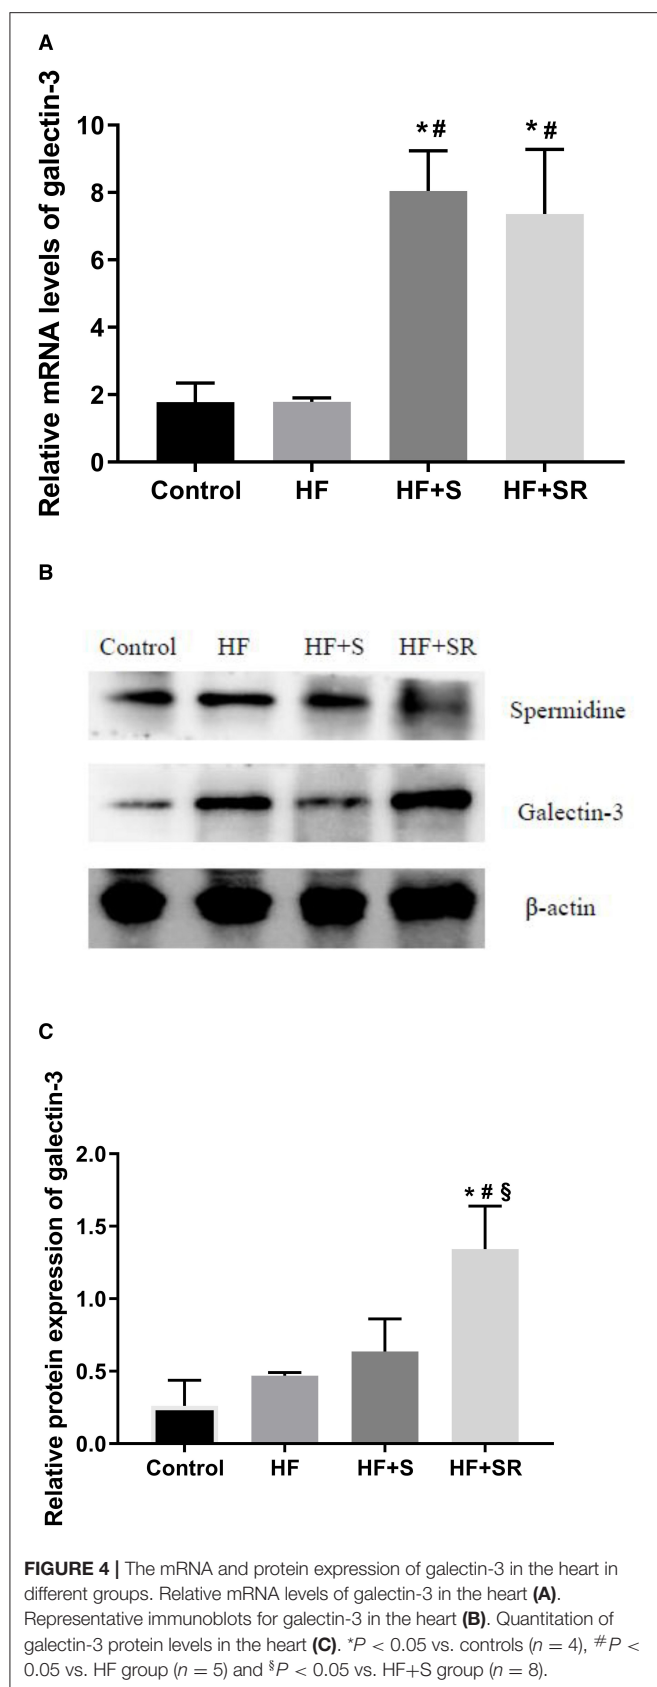 A
Relative mRNA levels of galectin-3
10
8
6
4
2
0
*#
*#
Control HF HF+S HF+SR
B
Control HF HF+S HF+SR
Spermidine
Galectin-3
β-actin
C
Relative protein expression of galectin-3
2.0
1.5
1.0
0.5
0.0
* # §
Control HF HF+S HF+SR
FIGURE 4 | The mRNA and protein expression of galectin-3 in the heart in
different groups. Relative mRNA levels of galectin-3 in the heart (A).
Representative immunoblots for galectin-3 in the heart (B). Quantitation of
galectin-3 protein levels in the heart (C). *P < 0.05 vs. controls (n = 4), #P <
0.05 vs. HF group (n = 5) and §P < 0.05 vs. HF+S group (n = 8).